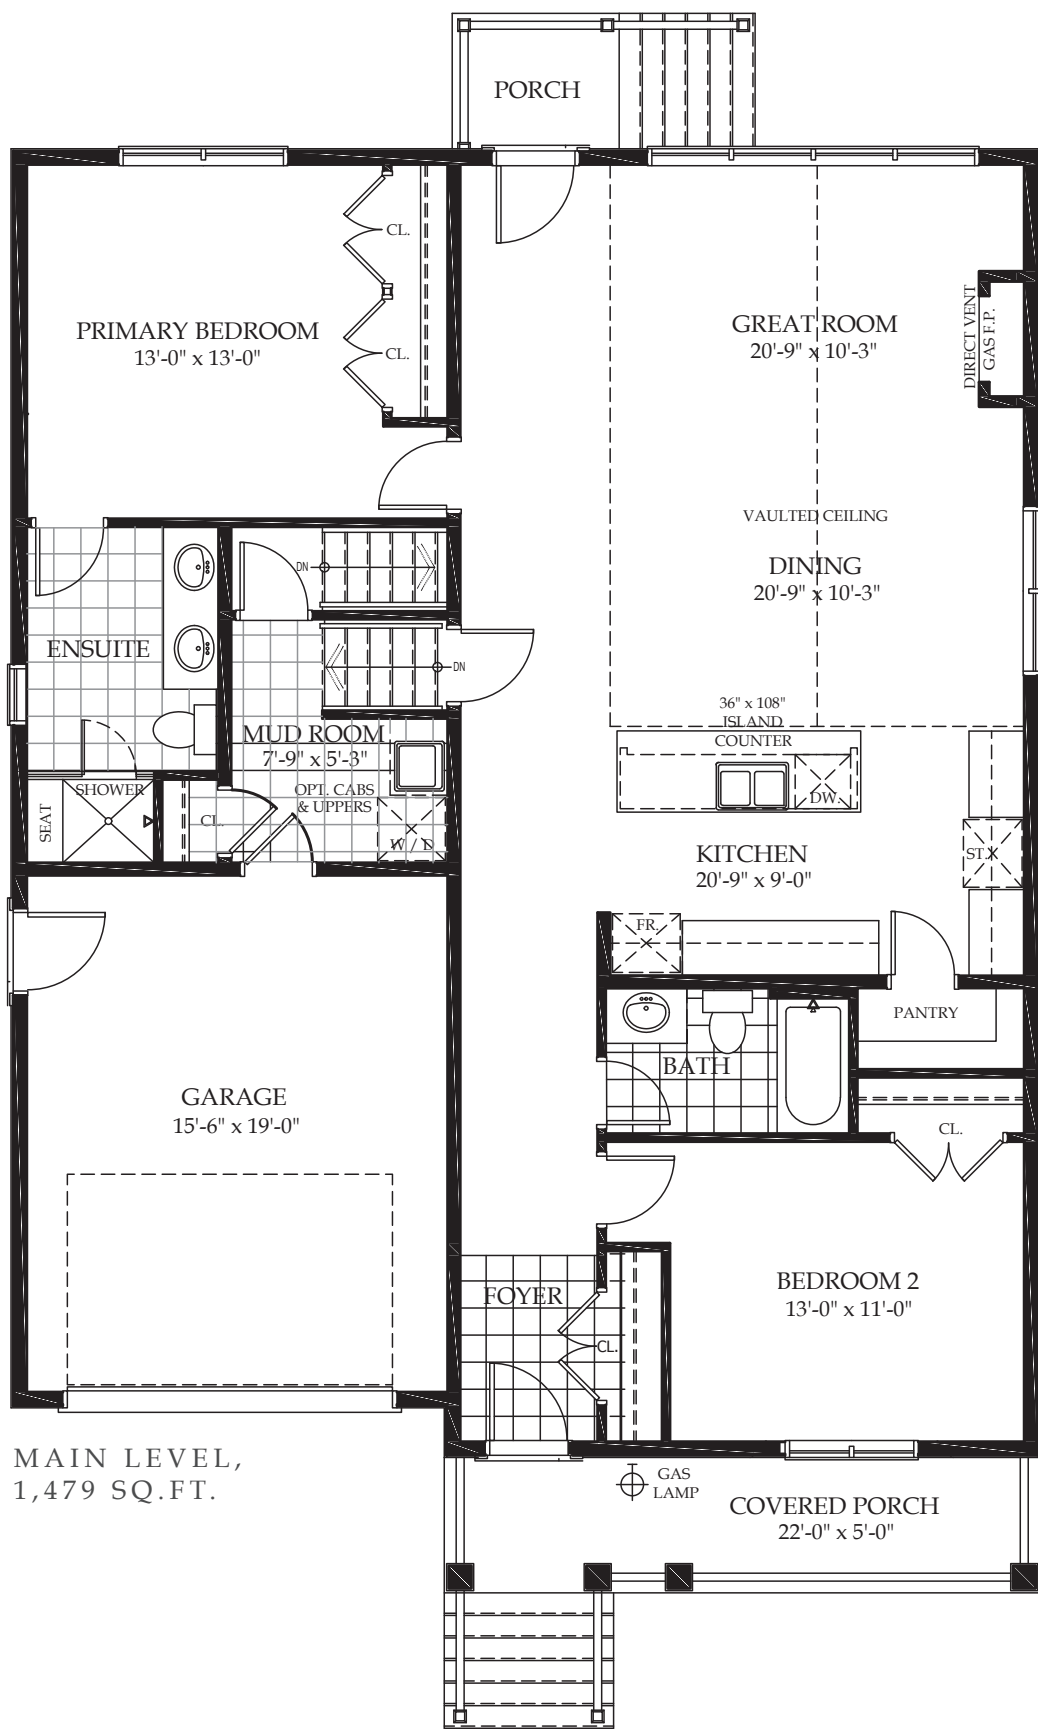 PORCH
CL.
PRIMARY BEDROOM
13'-0" x 13'-0"
CL.
GREAT ROOM
20'-9" x 10'-3"
DIRECT VENT
GAS F.P.
VAULTED CEILING
DINING
20'-9" x 10'-3"
DN
ENSUITE
DN
MUD ROOM
7'-9" x 5'-3"
OPT. CABS
& UPPERS
36" x 108"
ISLAND
COUNTER
DW.
SHOWER
SEAT
CL.
W / D
KITCHEN
20'-9" x 9'-0"
ST.
FR.
PANTRY
BATH
GARAGE
15'-6" x 19'-0"
CL.
BEDROOM 2
13'-0" x 11'-0"
FOYER
CL.
MAIN LEVEL,
1,479 SQ.FT.
GAS
LAMP
COVERED PORCH
22'-0" x 5'-0"